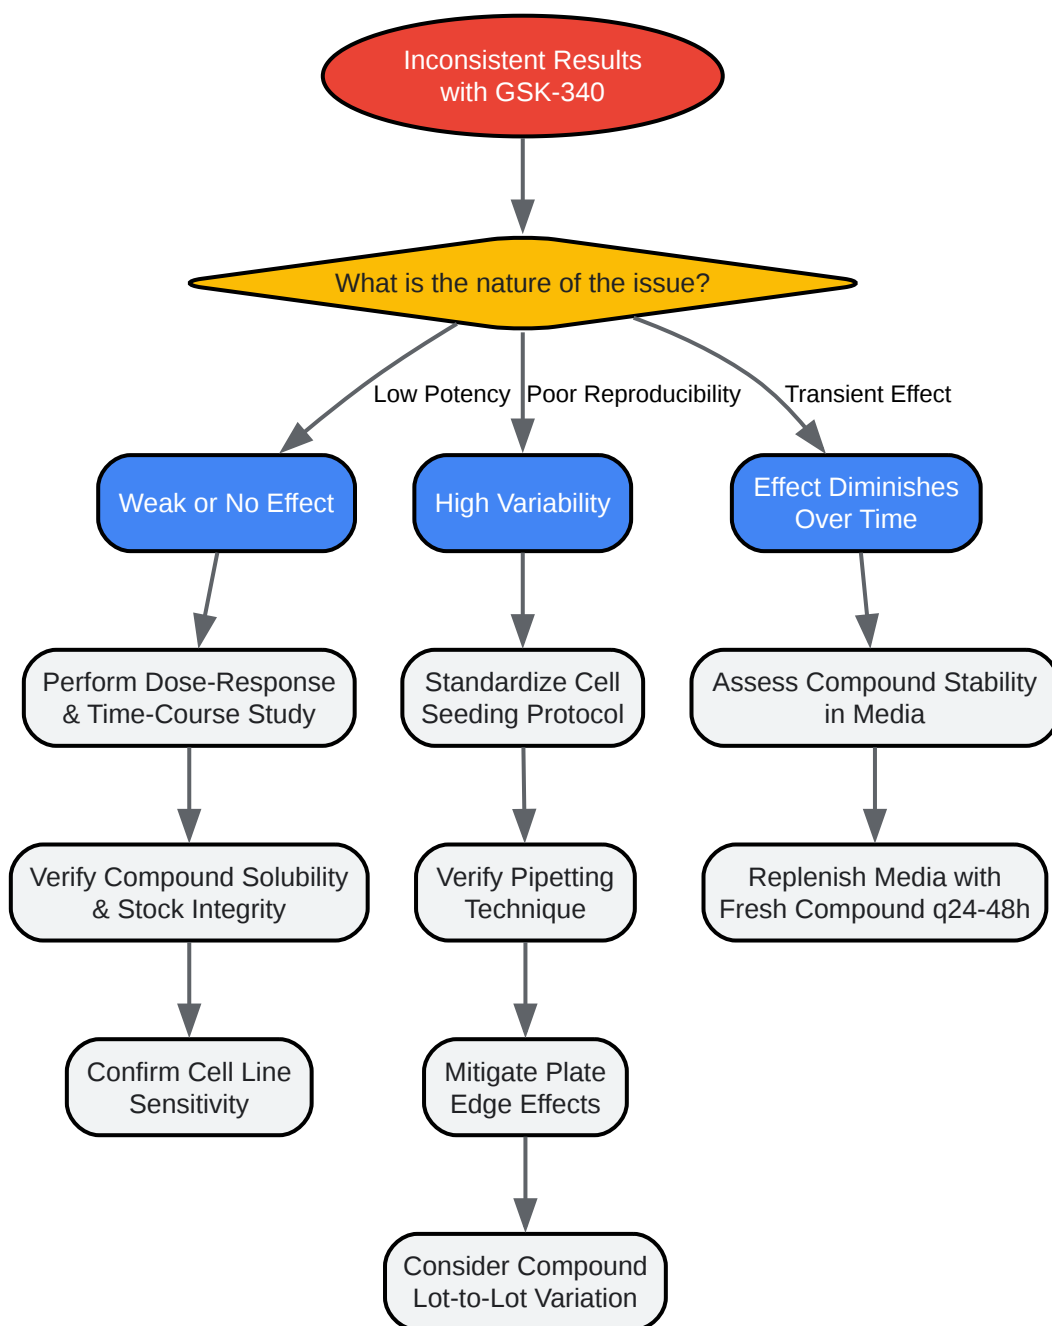 Inconsistent Results
with GSK-340
What is the nature of the issue?
Low Potency
Poor Reproducibility
Transient Effect
Weak or No Effect
High Variability
Effect Diminishes
Over Time
Perform Dose-Response
& Time-Course Study
Standardize Cell
Seeding Protocol
Assess Compound Stability
in Media
Verify Compound Solubility
& Stock Integrity
Verify Pipetting
Technique
Replenish Media with
Fresh Compound q24-48h
Confirm Cell Line
Sensitivity
Mitigate Plate
Edge Effects
Consider Compound
Lot-to-Lot Variation